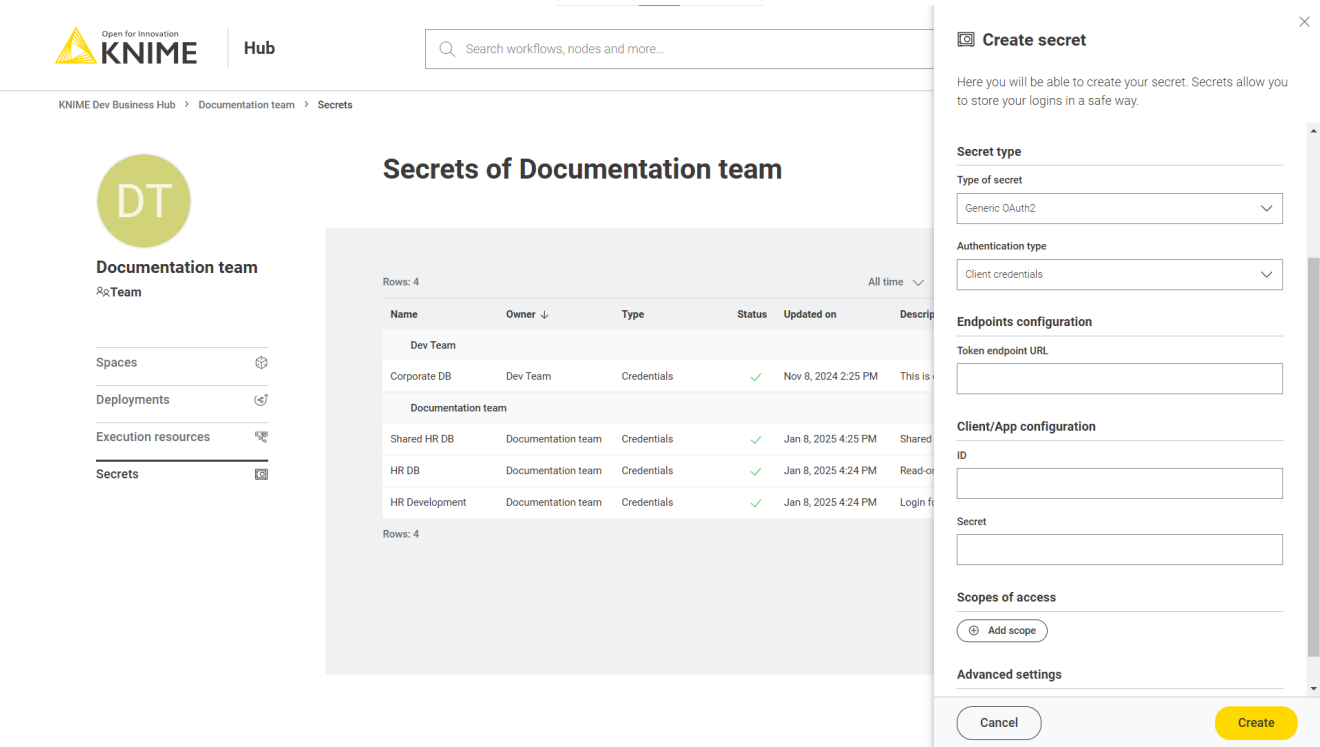 Open for Innovation
KNIME
Hub
Search workflows, nodes and more...
KNIME Dev Business Hub > Documentation team > Secrets
DT
Documentation team
Team
Spaces
Deployments
Execution resources
Secrets
Secrets of Documentation team
Rows: 4
All time
Name Owner Type Status Updated on Descrip
Dev Team
Corporate DB Dev Team Credentials Nov 8, 2024 2:25 PM This is
Documentation team
Shared HR DB Documentation team Credentials Jan 8, 2025 4:25 PM Shared
HR DB Documentation team Credentials Jan 8, 2025 4:24 PM Read-o
HR Development Documentation team Credentials Jan 8, 2025 4:24 PM Login f
Rows: 4
Create secret
Here you will be able to create your secret. Secrets allow you
to store your logins in a safe way.
Secret type
Type of secret
Generic OAuth2
Authentication type
Client credentials
Endpoints configuration
Token endpoint URL
Client/App configuration
ID
Secret
Scopes of access
Add scope
Advanced settings
Cancel
Create